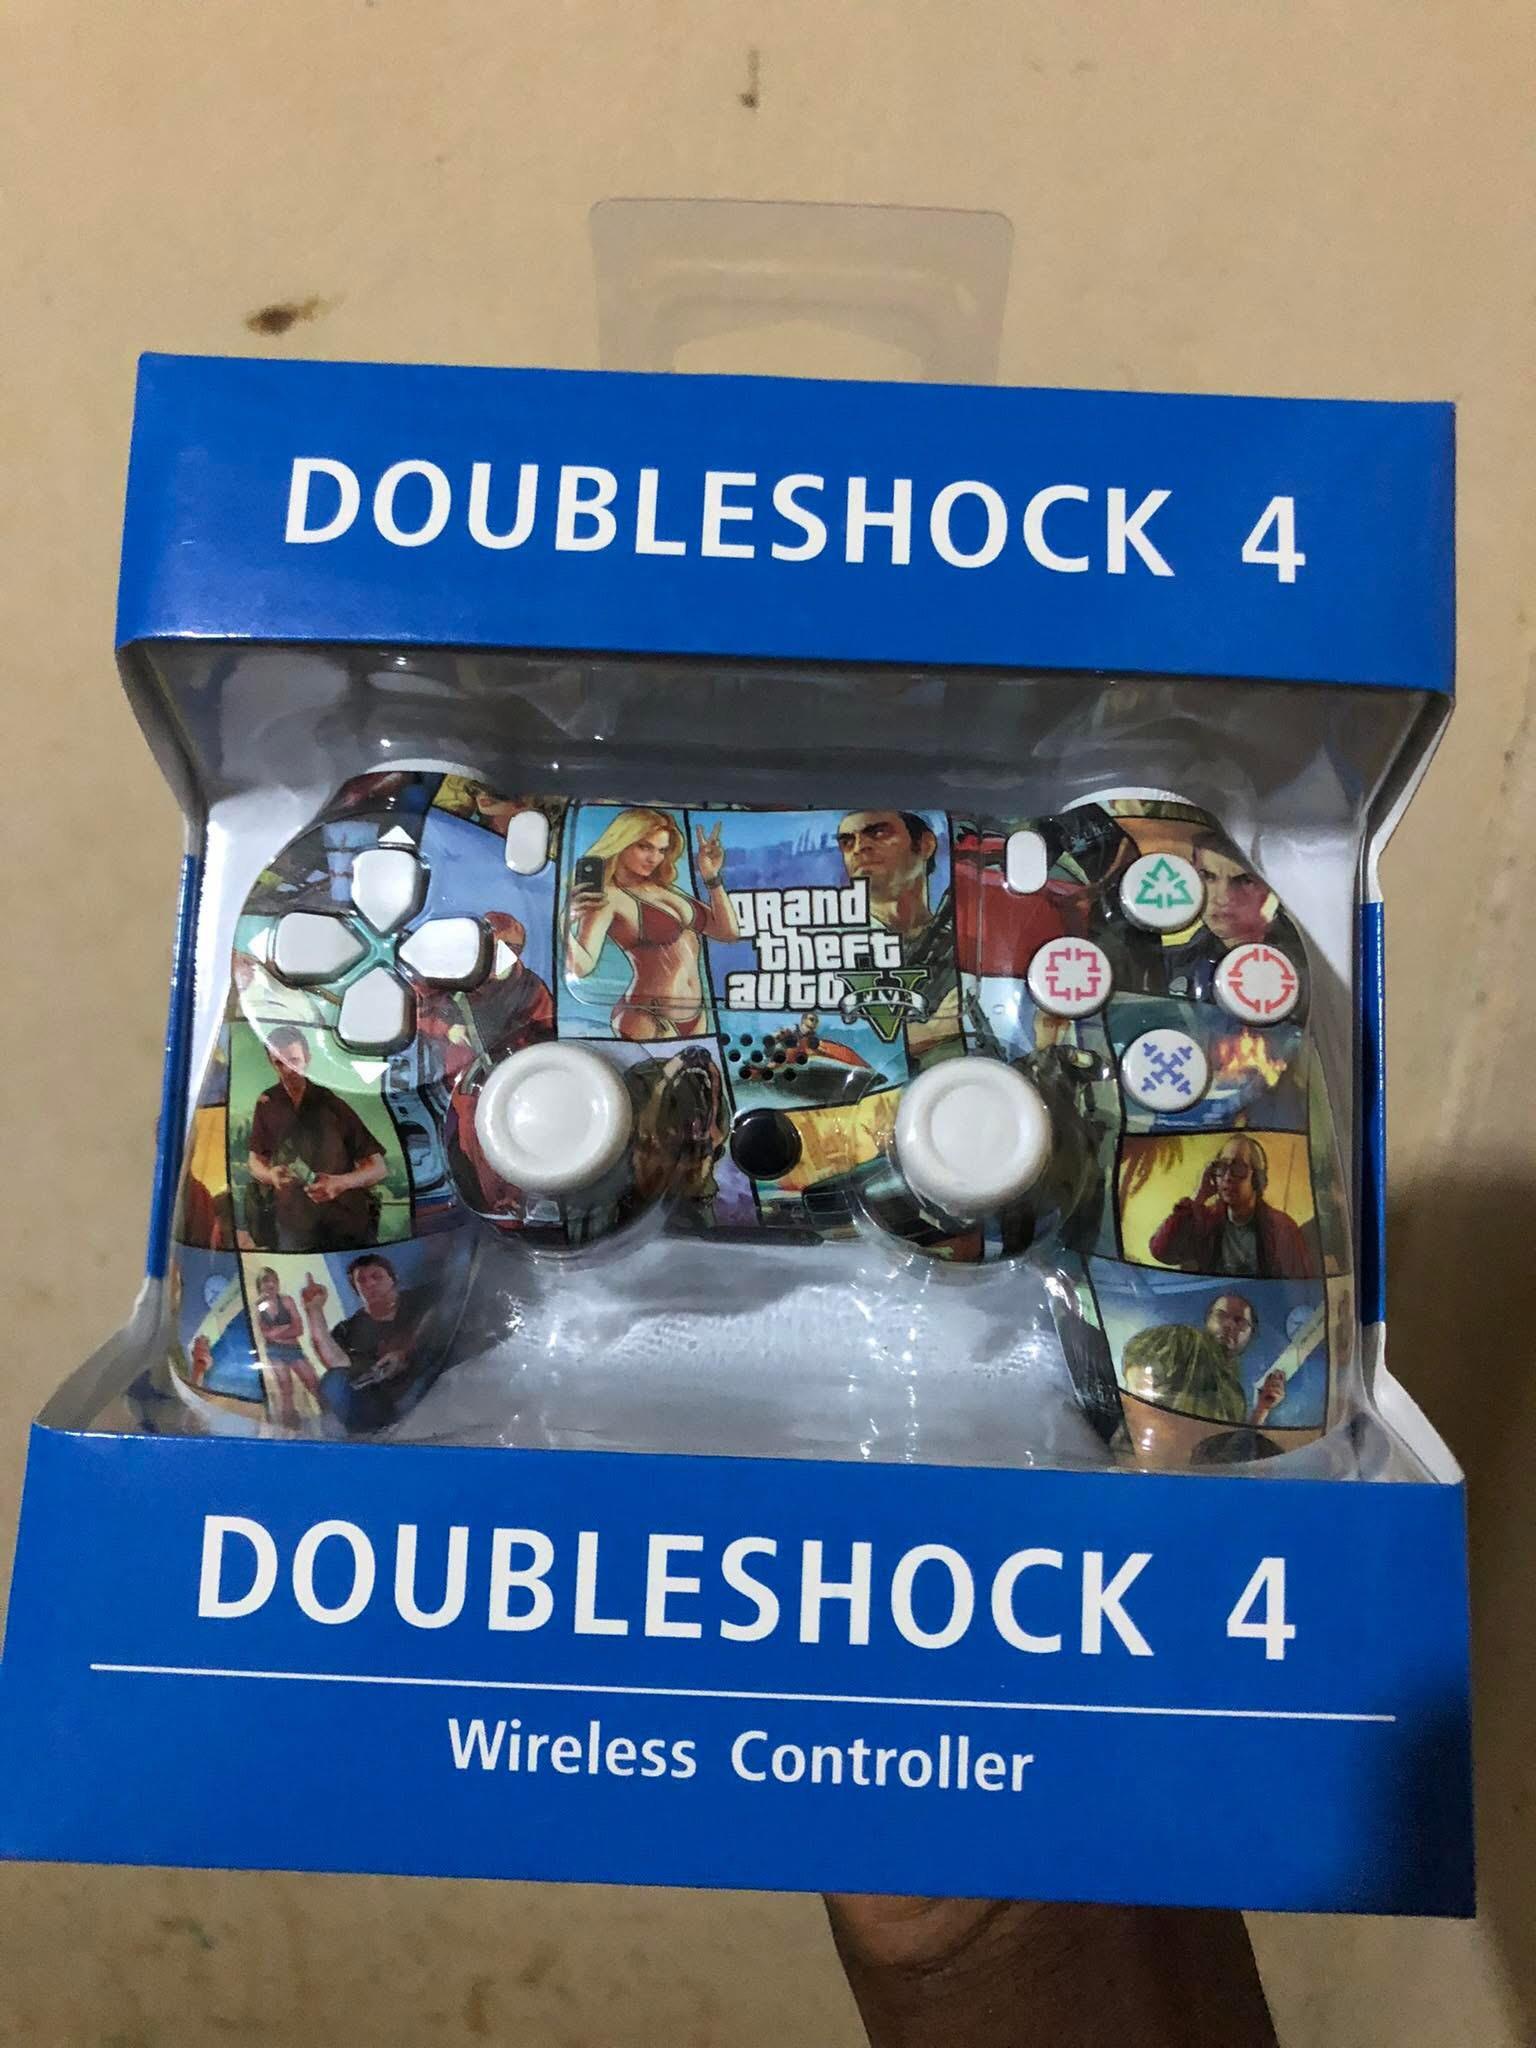 DOUBLESHOCK 4
grand
theft
auto
FIVE
DOUBLESHOCK 4
Wireless Controller